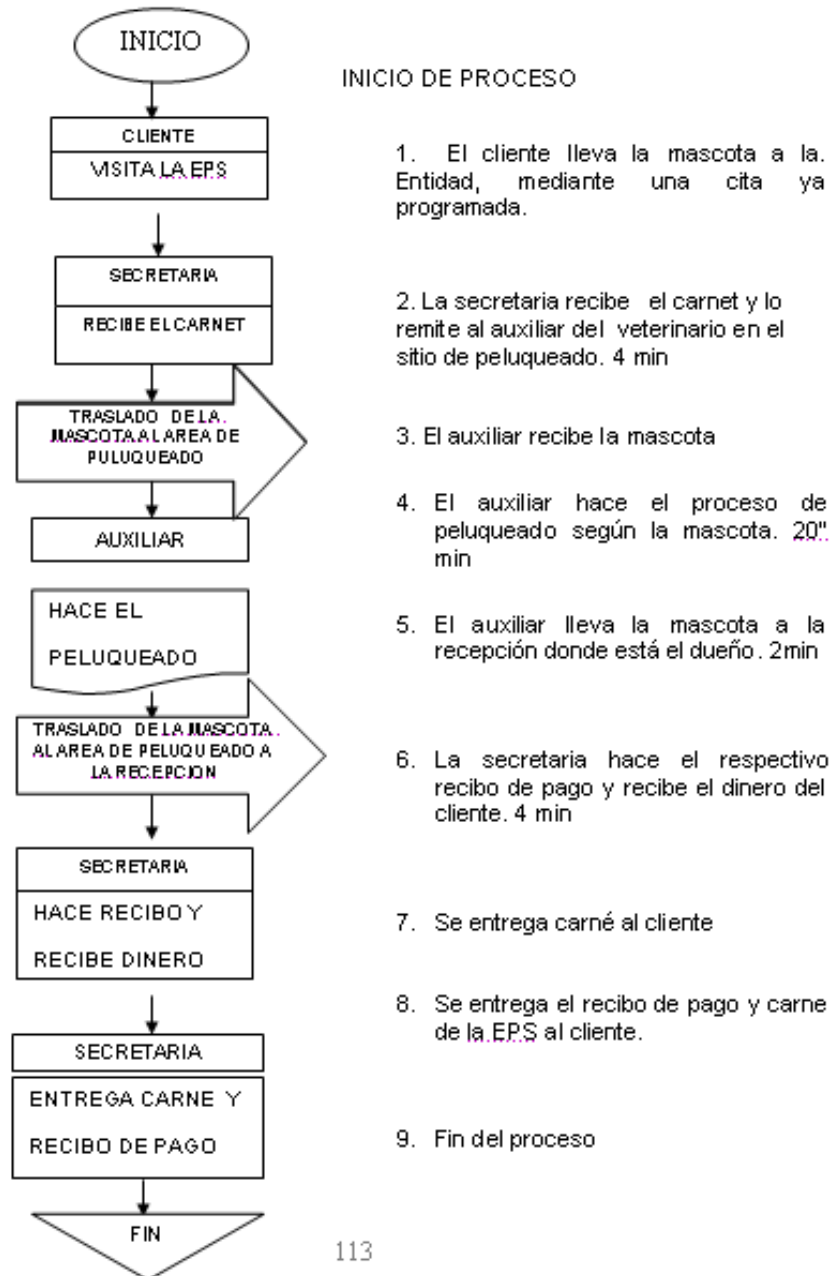 INICIO
INICIO DE PROCESO
CLIENTE
VISITA LA EPS
1. El cliente lleva la mascota a la.
Entidad, mediante una cita ya
programada.
SECRETARIA
RECIBE EL CARNET
2. La secretaria recibe el carnet y lo
remite al auxiliar del veterinario en el
sitio de peluqueado. 4 min
TRASLADO DE LA.
MASCOTA AL AREA DE
PULUQUEADO
3. El auxiliar recibe la mascota
AUXILIAR
4. El auxiliar hace el proceso de
peluqueado según la mascota. 20"
min
HACE EL
PELUQUEADO
5. El auxiliar lleva la mascota a la
recepción donde está el dueño. 2min
TRASLADO DE LA MASCOTA.
AL AREA DE PELUQUEADO A
LA RECEPCION
6. La secretaria hace el respectivo
recibo de pago y recibe el dinero del
cliente. 4 min
SECRETARIA
HACE RECIBO Y
RECIBE DINERO
7. Se entrega carné al cliente
8. Se entrega el recibo de pago y carne
de la EPS al cliente.
SECRETARIA
ENTREGA CARNE Y
RECIBO DE PAGO
9. Fin del proceso
FIN
113